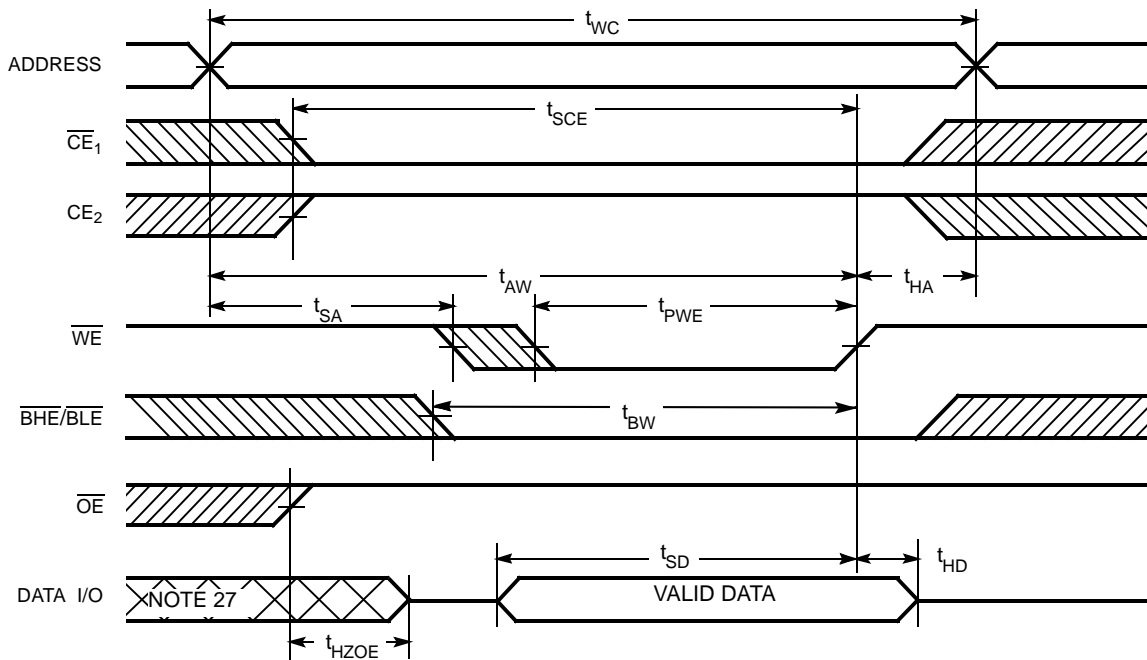 tWC
ADDRESS
tSCE
CE1
CE2
tAW
tHA
tSA
tPWE
WE
BHE/BLE
tBW
OE
tSD
tHD
DATA I/O
NOTE 27
VALID DATA
tHZOE